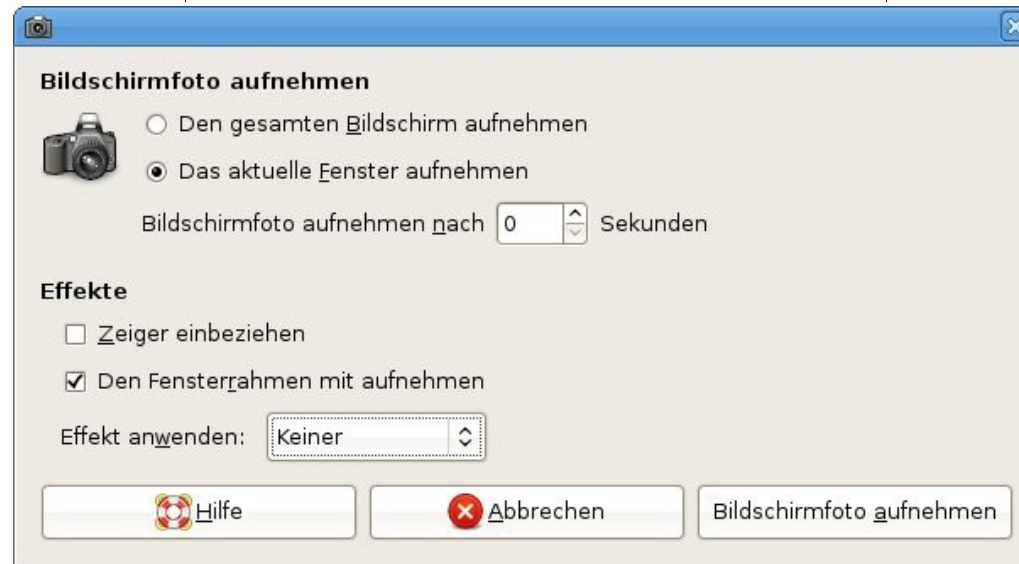 Bildschirmfoto aufnehmen
Den gesamten Bildschirm aufnehmen
Das aktuelle Fenster aufnehmen
Bildschirmfoto aufnehmen nach 0 Sekunden
Effekte
Zeiger einbeziehen
Den Fensterrahmen mit aufnehmen
Effekt anwenden: Keiner
Hilfe Abbrechen Bildschirmfoto aufnehmen